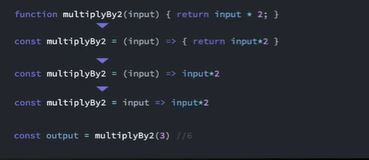 function multiplyBy2(input) { return input * 2; }
const multiplyBy2 = (input) => { return input*2 }
const multiplyBy2 = (input) => input*2
const multiplyBy2 = input => input*2
const output = multiplyBy2(3) //6